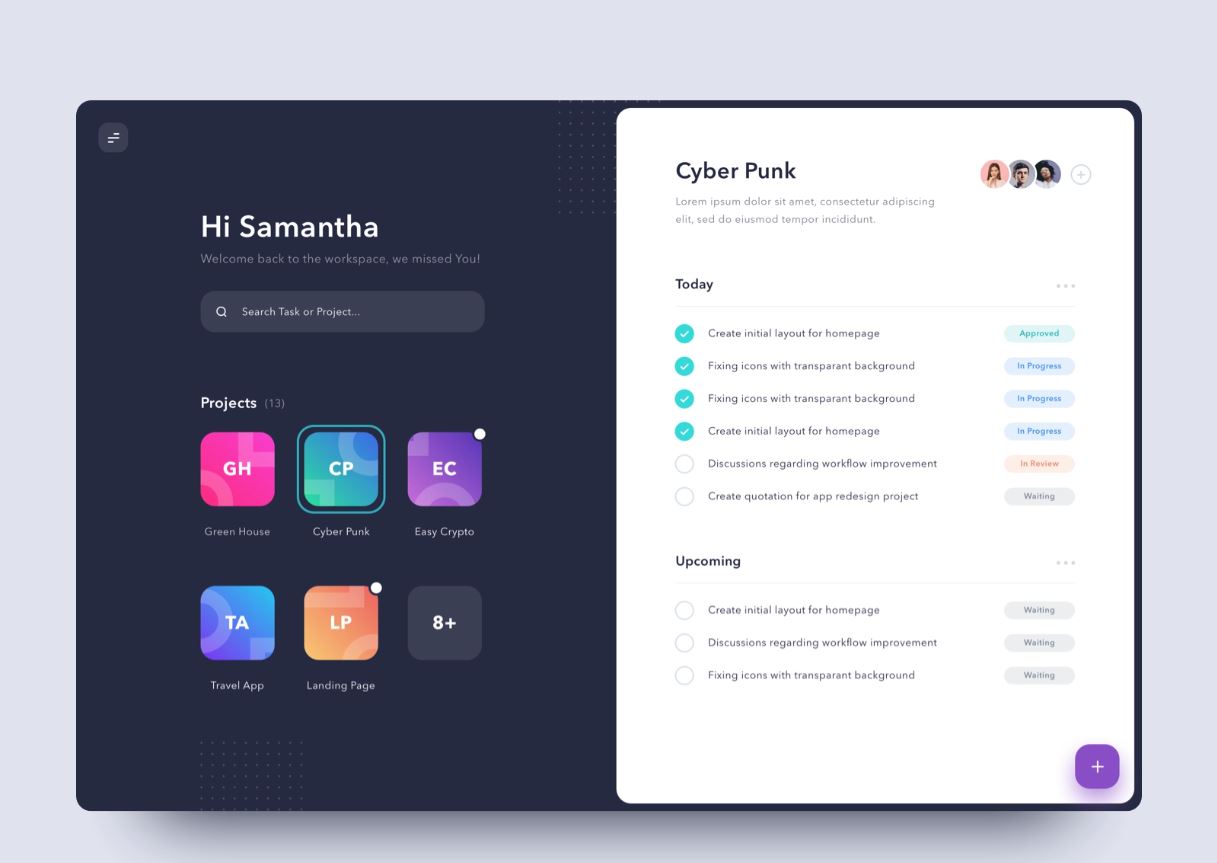 Hi Samantha
Welcome back to the workspace, we missed You!
Search Task or Project...
Projects (13)
GH
CP
EC
Green House
Cyber Punk
Easy Crypto
TA
LP
8+
Travel App
Landing Page
Cyber Punk
Lorem ipsum dolor sit amet, consectetur adipiscing
elit, sed do eiusmod tempor incididunt.
Today
Create initial layout for homepage Approved
Fixing icons with transparant background In Progress
Fixing icons with transparant background In Progress
Create initial layout for homepage In Progress
Discussions regarding workflow improvement In Review
Create quotation for app redesign project Waiting
Upcoming
Create initial layout for homepage Waiting
Discussions regarding workflow improvement Waiting
Fixing icons with transparant background Waiting